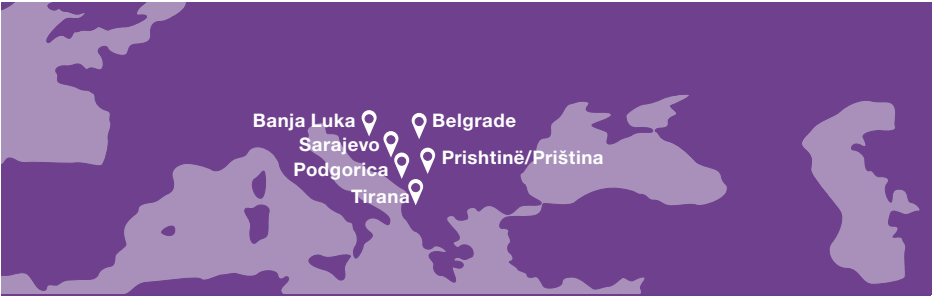 Banja Luka
Belgrade
Sarajevo
Prishtinë/Priština
Podgorica
Tirana